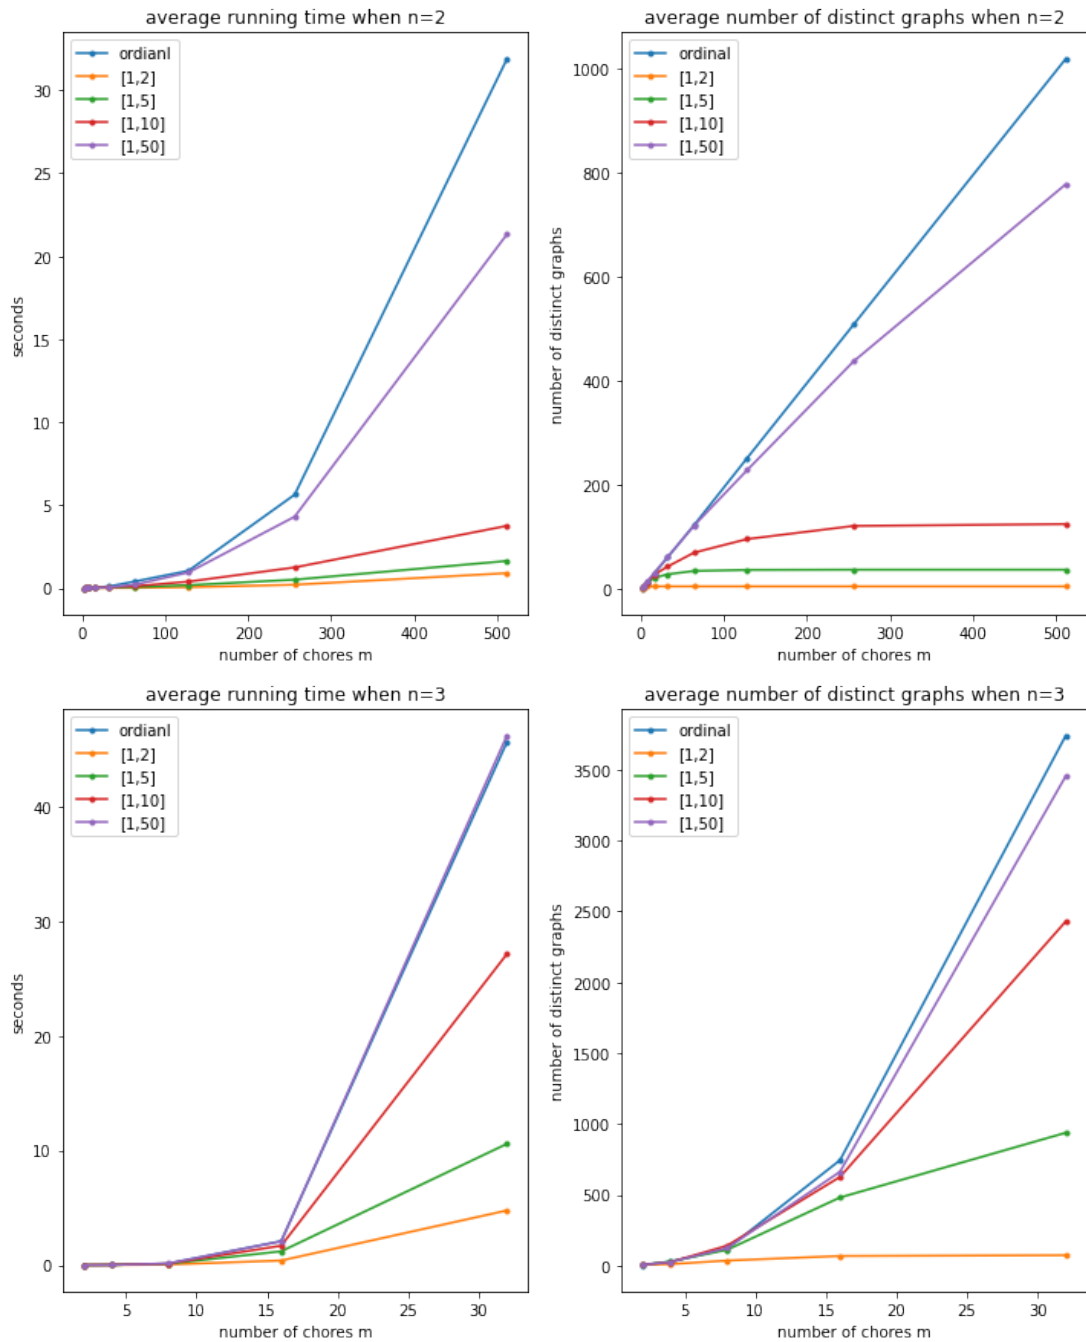 average running time when n=2
ordianl
[1,2]
[1,5]
[1,10]
[1,50]
30
25
20
15
10
5
0
seconds
0 100 200 300 400 500
number of chores m
average number of distinct graphs when n=2
ordinal
[1,2]
[1,5]
[1,10]
[1,50]
1000
800
600
400
200
0
number of distinct graphs
0 100 200 300 400 500
number of chores m
average running time when n=3
ordianl
[1,2]
[1,5]
[1,10]
[1,50]
40
30
20
10
0
seconds
5 10 15 20 25 30
number of chores m
average number of distinct graphs when n=3
ordinal
[1,2]
[1,5]
[1,10]
[1,50]
3500
3000
2500
2000
1500
1000
500
0
number of distinct graphs
5 10 15 20 25 30
number of chores m